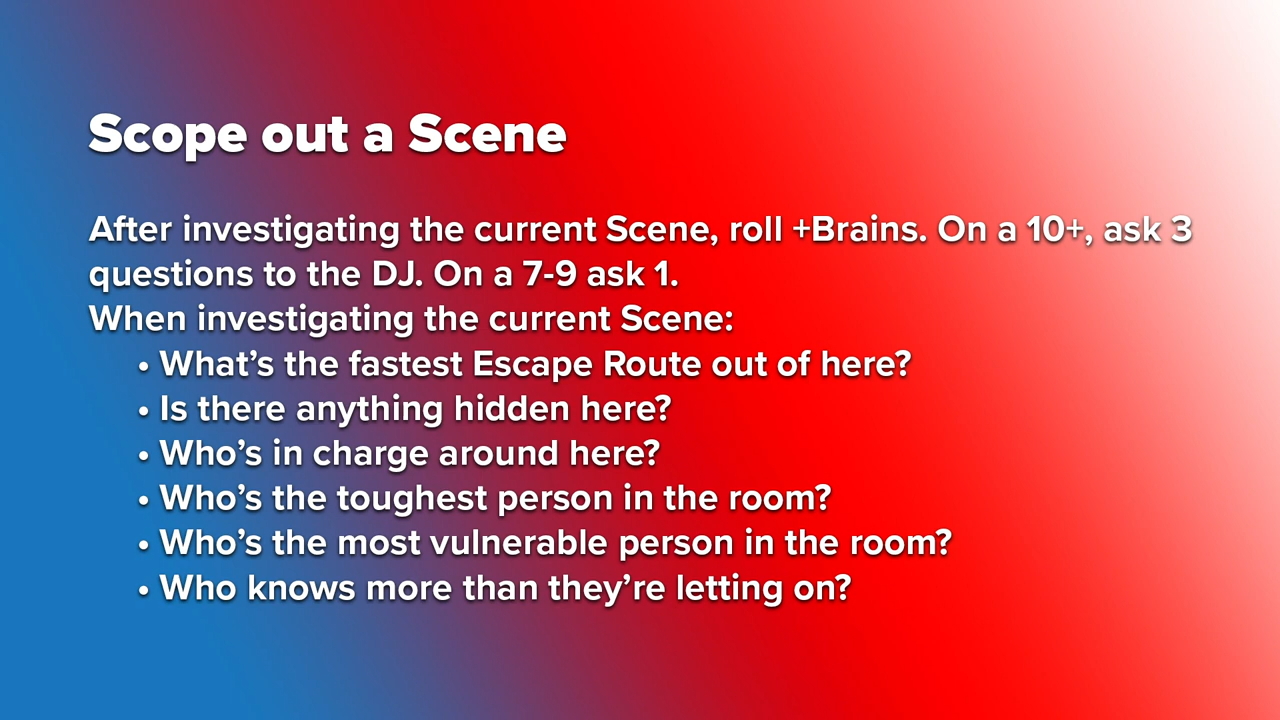 Scope out a Scene
After investigating the current Scene, roll +Brains. On a 10+, ask 3
questions to the DJ. On a 7-9 ask 1.
When investigating the current Scene:
• What’s the fastest Escape Route out of here?
• Is there anything hidden here?
• Who’s in charge around here?
• Who’s the toughest person in the room?
• Who’s the most vulnerable person in the room?
• Who knows more than they’re letting on?